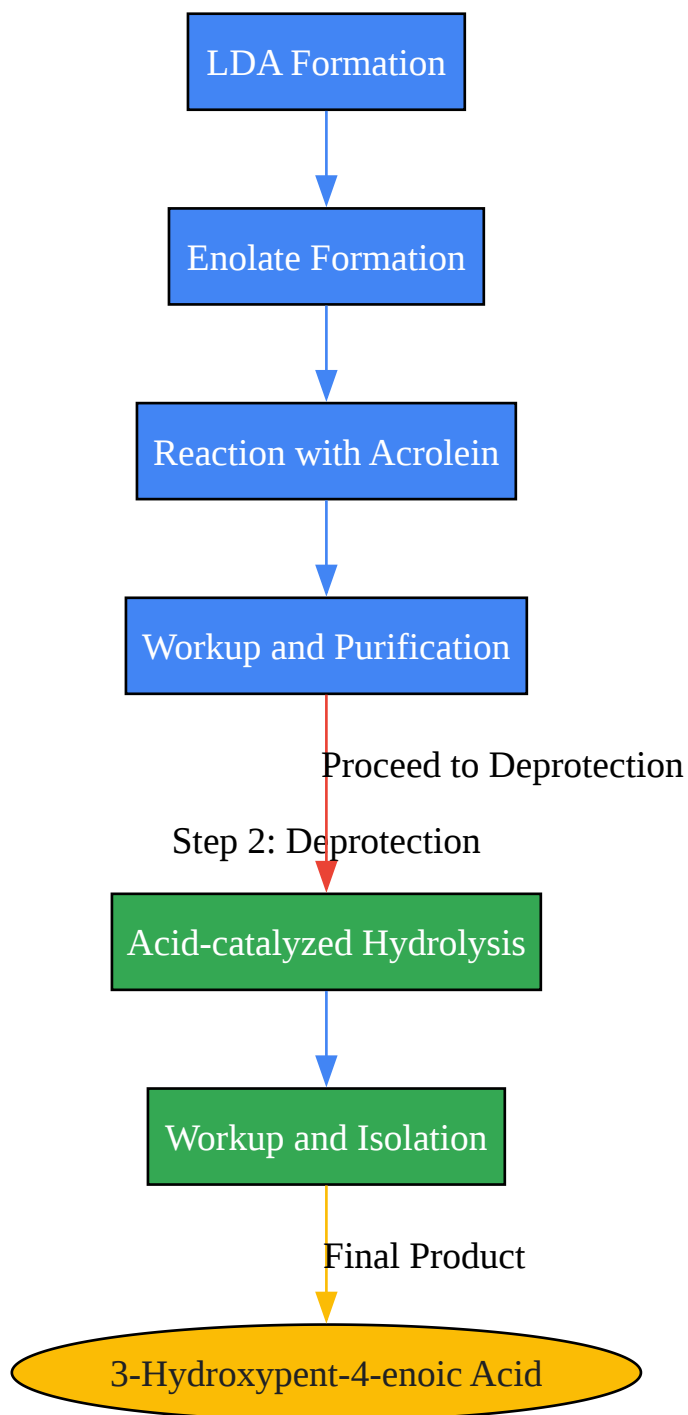 LDA Formation
Enolate Formation
Reaction with Acrolein
Workup and Purification
Proceed to Deprotection
Step 2: Deprotection
Acid-catalyzed Hydrolysis
Workup and Isolation
Final Product
3-Hydroxypent-4-enoic Acid